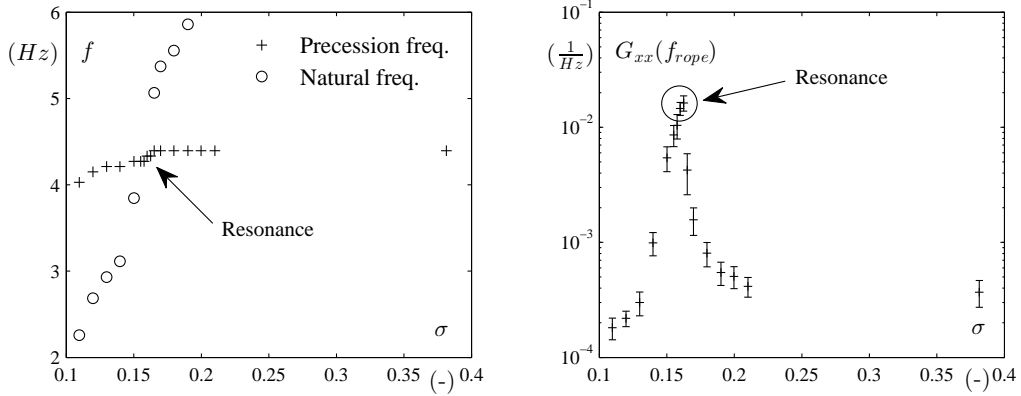 6
(Hz) f
+ Precession freq.
○ Natural freq.
5
4
Resonance
3
σ
2
0.1 0.15 0.2 0.25 0.3 0.35 (-) 0.4
10⁻¹
(1/Hz) Gₓₓ(f_rope)
Resonance
10⁻²
10⁻³
σ
10⁻⁴
0.1 0.15 0.2 0.25 0.3 0.35 (-) 0.4